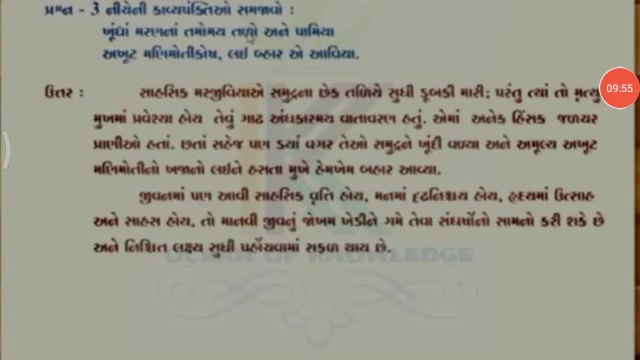 પ્રશ્ન - 3 નીચેની કાવ્યપંક્તિઓ સમજાવો :
ખૂંદ્યાં મરણનાં તમોમય તળો અને પામિયા
અખૂટ મણિમોતીકોષ, લઈ બહાર એ આવિયા.
ઉત્તર : સાહસિક મરજીવિયાએ સમુદ્રના છેક તળિયે સુધી ડૂબકી મારી; પરંતુ ત્યાં તો મૃત્યુ
09:55
મુખમાં પ્રવેશ્યા હોય તેવું ગાઢ અંધકારમય વાતાવરણ હતું. એમાં અનેક હિંસક જળચર
પ્રાણીઓ હતાં. છતાં સહેજ પણ ડર્યા વગર તેઓ સમુદ્રને ખૂંદી વળ્યા અને અમૂલ્ય અખૂટ
મણિમોતીનો ખજાનો લઈને હસતા મુખે હેમખેમ બહાર આવ્યા.
જીવનમાં પણ આવી સાહસિક વૃતિ હોય, મનમાં દૃઢનિશ્ચય હોય, હૃદયમાં ઉત્સાહ
અને સાહસ હોય, તો માનવી જીવનું જોખમ ખેડીને ગમે તેવા સંઘર્ષોનો સામનો કરી શકે છે
અને નિશ્ચિત લક્ષ્ય સુધી પહોંચવામાં સફળ થાય છે.
OCEAN OF KNOWLEDGE